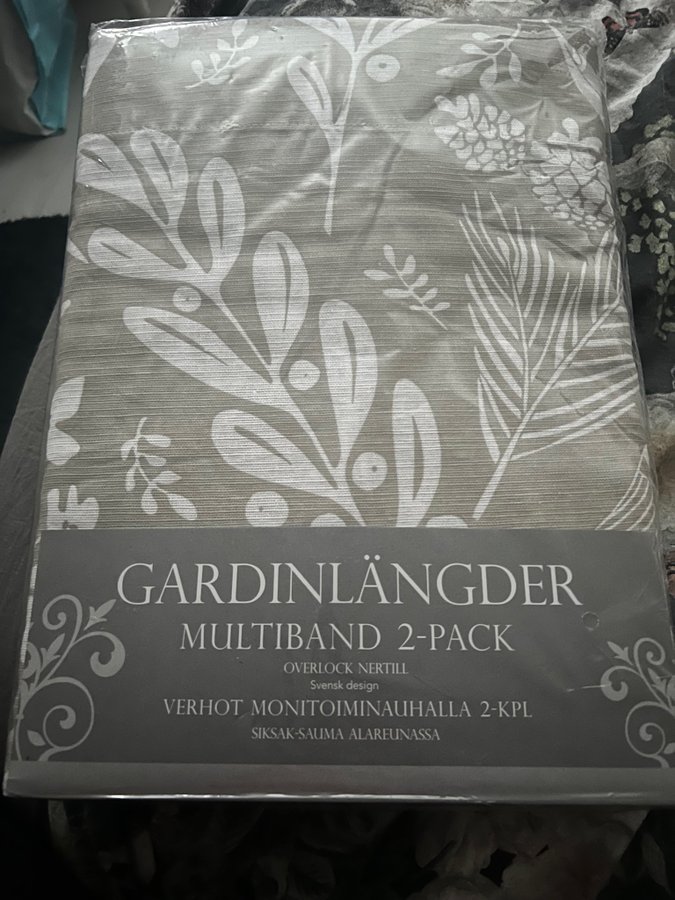 GARDINLÄNGDER
MULTIBAND 2-PACK
OVERLOCK NERTILL
Svensk design
VERHOT MONITOIMINAUHALLA 2-KPL
SIKSAK-SAUMA ALAREUNASSA